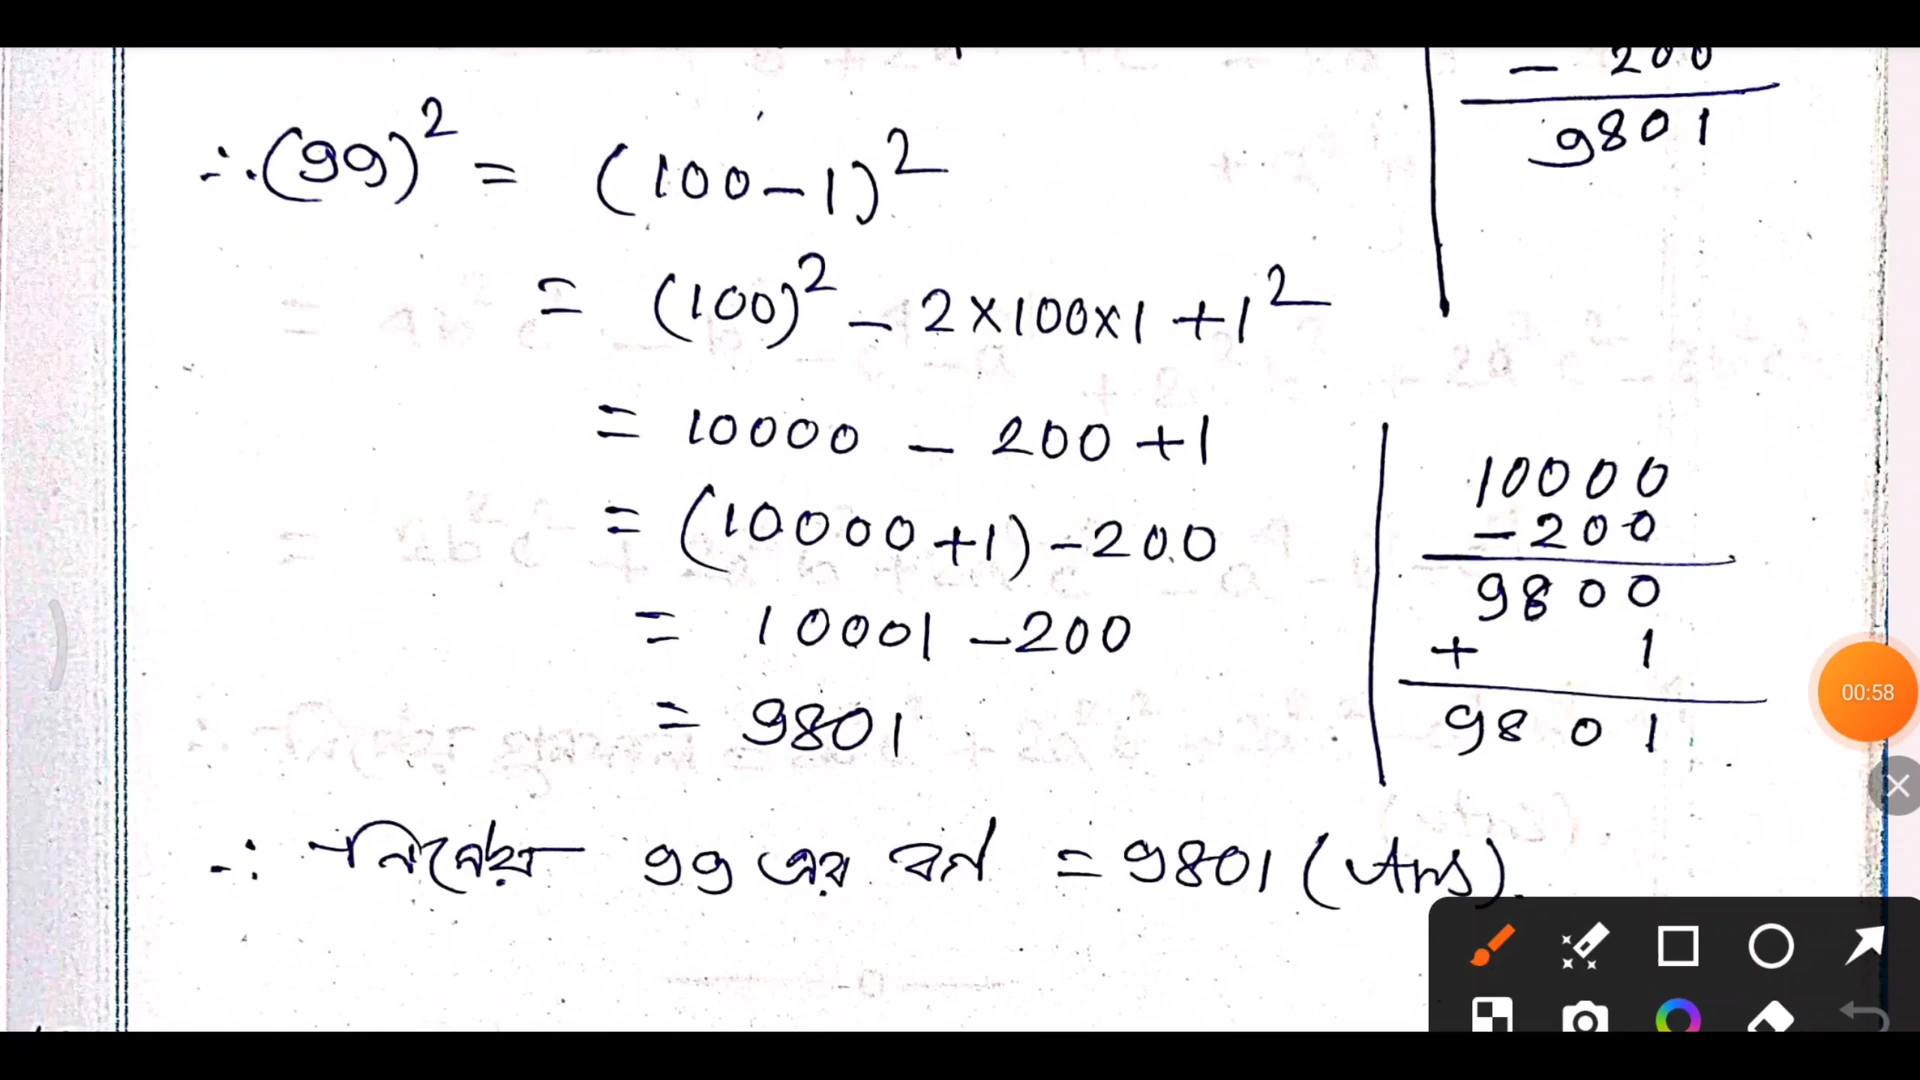 ∴ (99)² = (100-1)²
= (100)² - 2×100×1 + 1²
= 10000 - 200 + 1
= (10000+1) - 200
= 10001 - 200
= 9801
∴ নির্ণেয় 99 এর বর্গ = 9801 (Ans).
- 200
9801
10000
- 200
9800
+ 1
9801
00:58